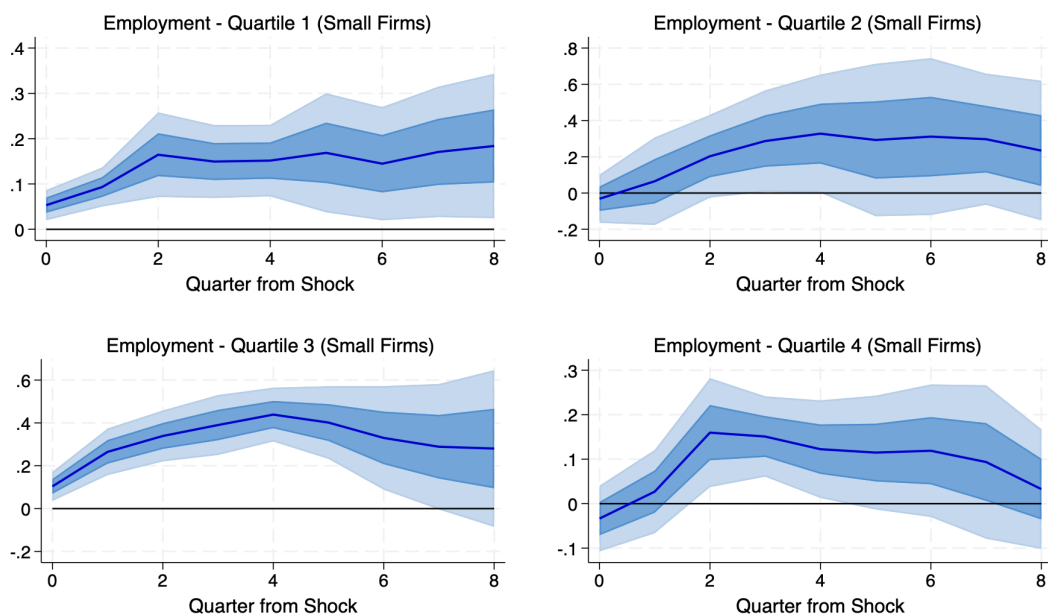 Employment - Quartile 1 (Small Firms)
.4
.3
.2
.1
0
0 2 4 6 8
Quarter from Shock
Employment - Quartile 2 (Small Firms)
.8
.6
.4
.2
0
-.2
0 2 4 6 8
Quarter from Shock
Employment - Quartile 3 (Small Firms)
.6
.4
.2
0
-.2
0 2 4 6 8
Quarter from Shock
Employment - Quartile 4 (Small Firms)
.3
.2
.1
0
-.1
0 2 4 6 8
Quarter from Shock